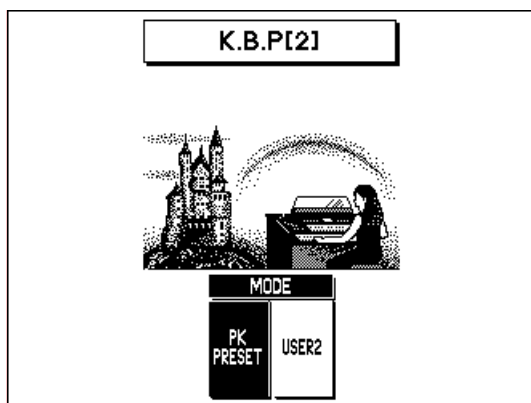 K.B.P[2]
MODE
PK
PRESET
USER2